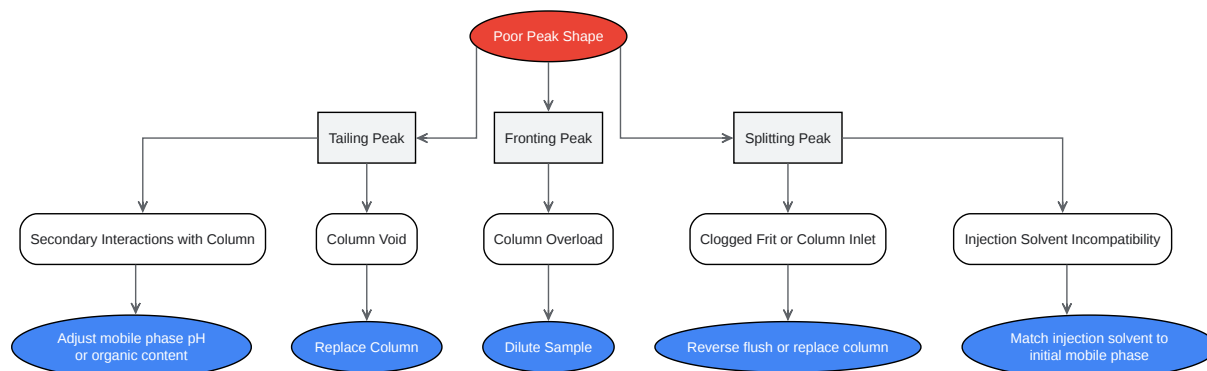 Poor Peak Shape
Tailing Peak
Fronting Peak
Splitting Peak
Secondary Interactions with Column
Column Void
Column Overload
Clogged Frit or Column Inlet
Injection Solvent Incompatibility
Adjust mobile phase pH
or organic content
Replace Column
Dilute Sample
Reverse flush or replace column
Match injection solvent to
initial mobile phase